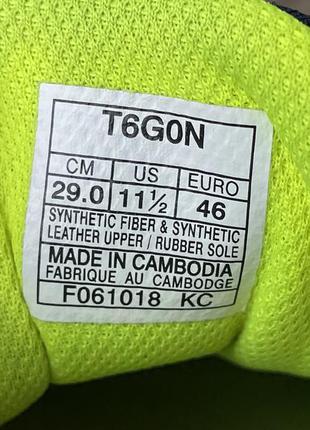 T6G0N
CM US EURO
29.0 11½ 46
SYNTHETIC FIBER & SYNTHETIC
LEATHER UPPER / RUBBER SOLE
MADE IN CAMBODIA
FABRIQUE AU CAMBODGE
F061018 KC